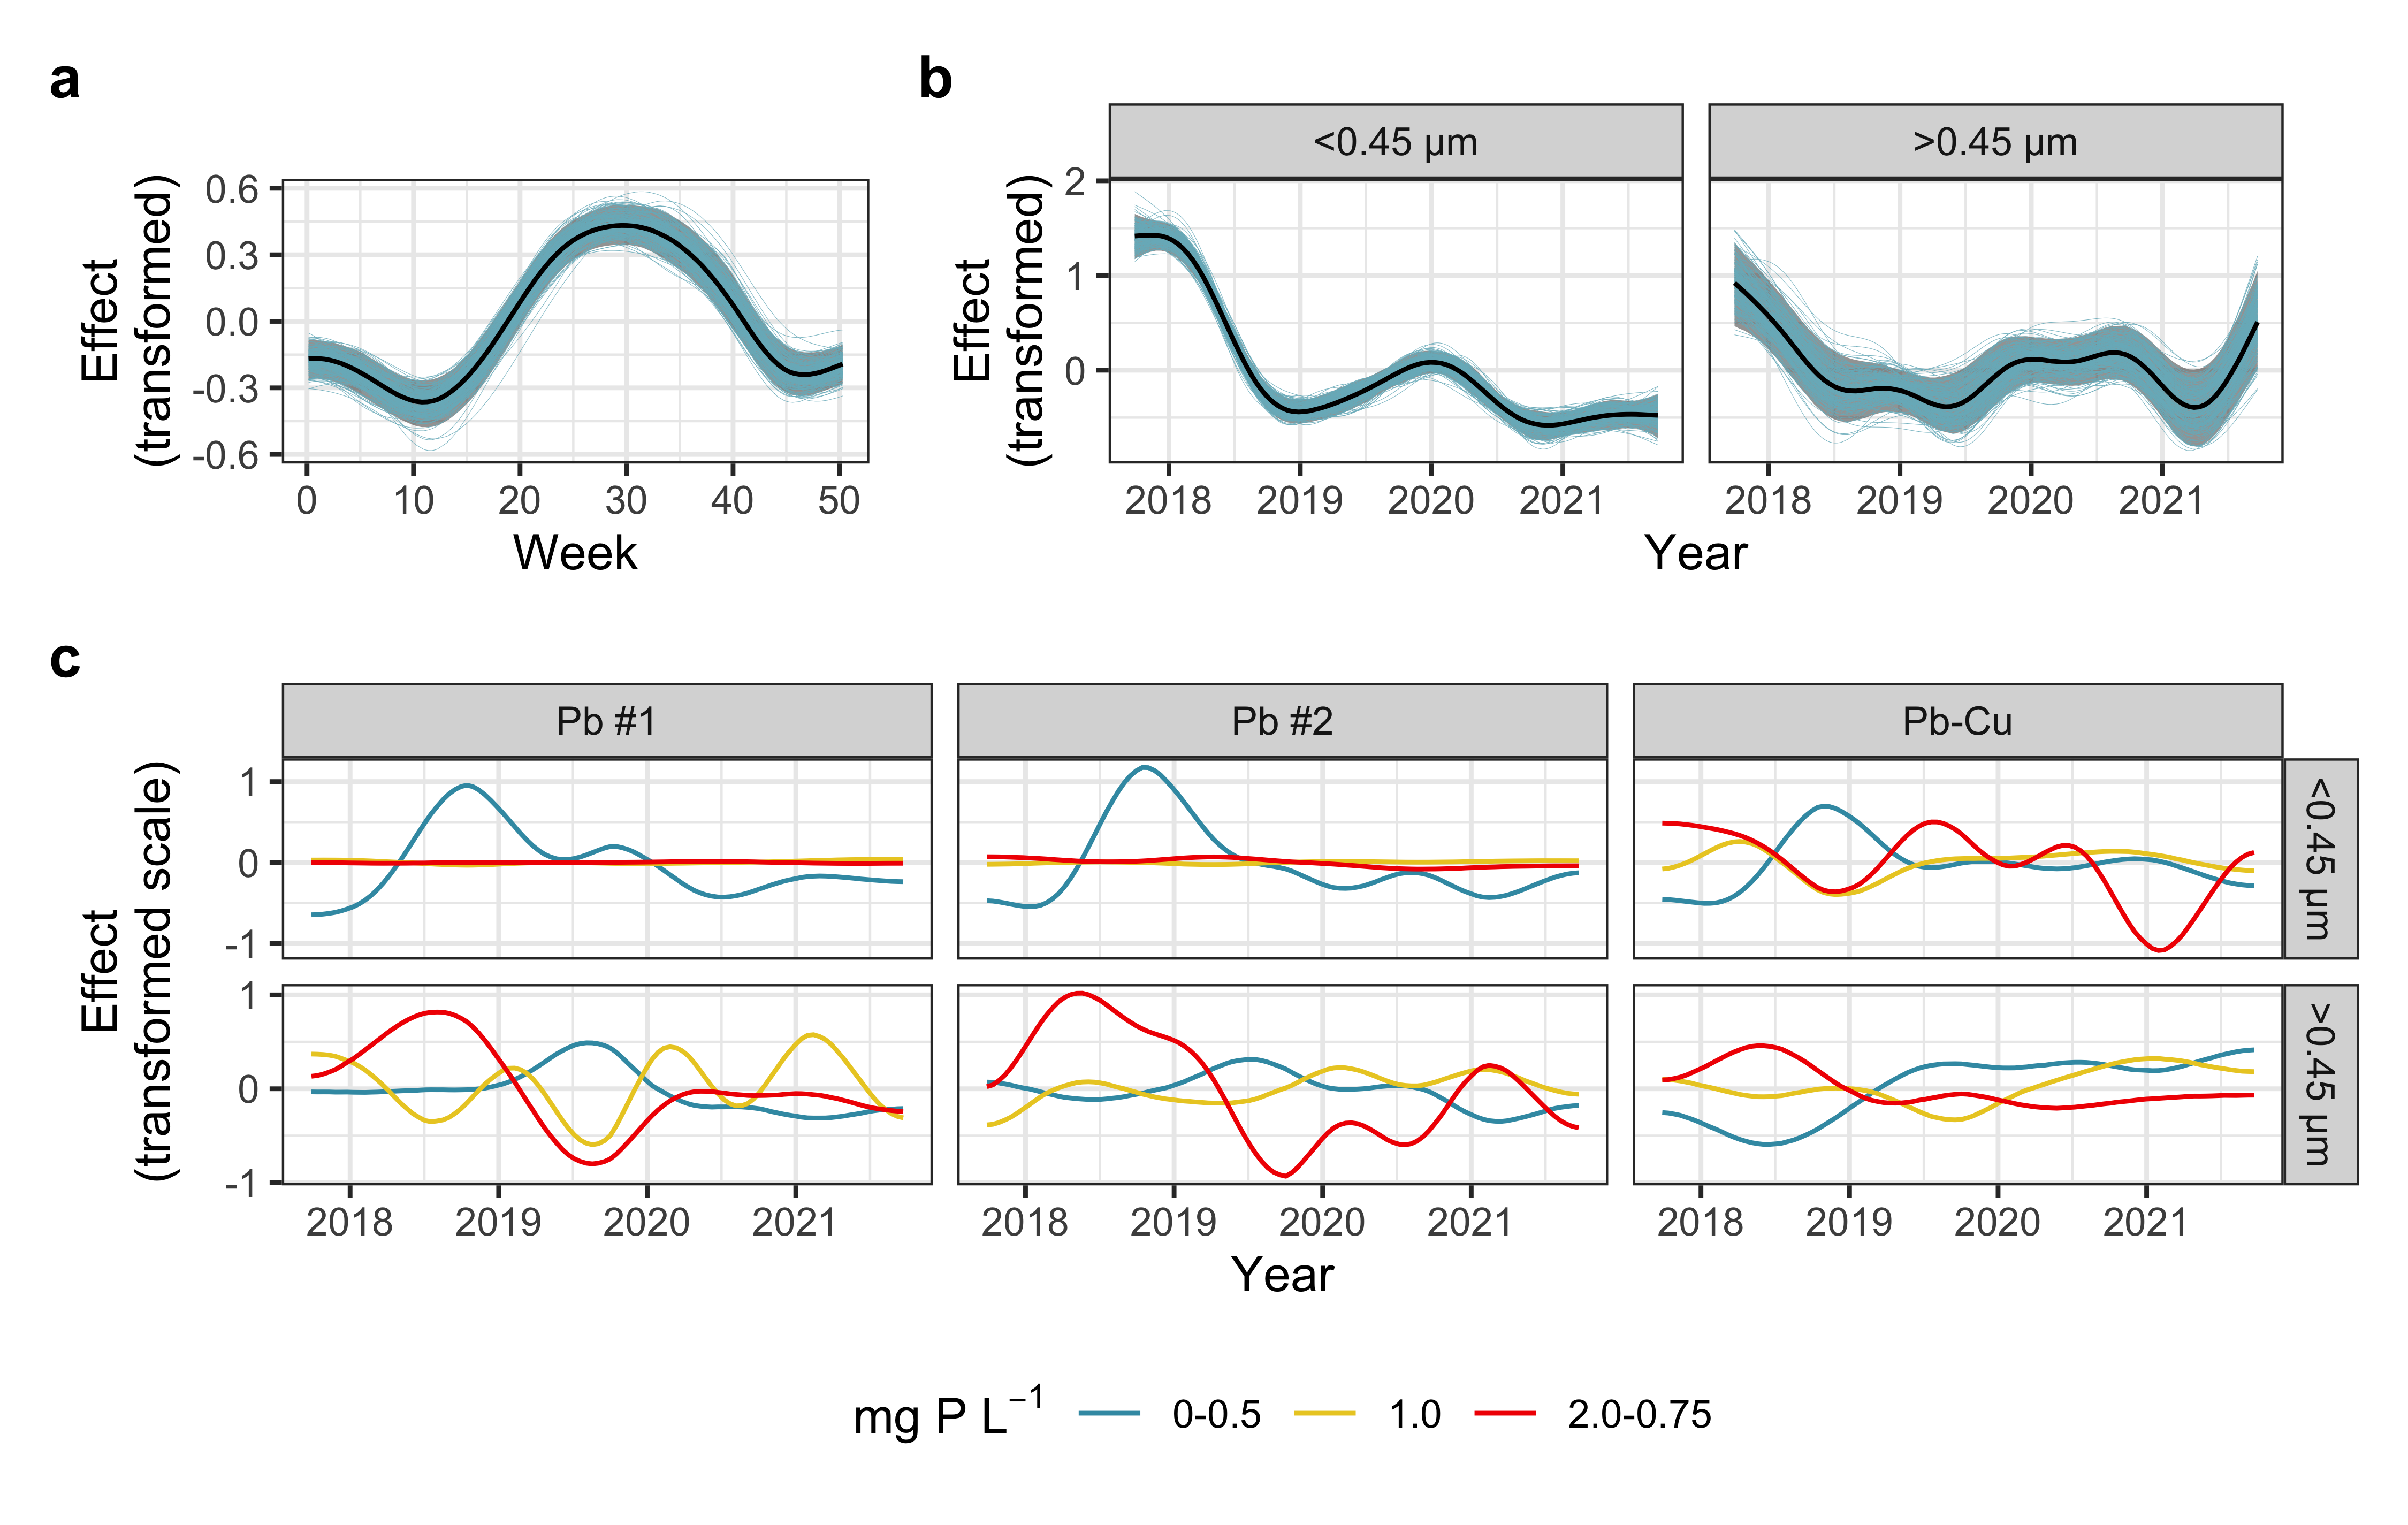 a
b
<0.45 µm
>0.45 µm
Effect
(transformed)
0.6
0.3
0.0
-0.3
-0.6
0
10
20
30
40
50
Week
Effect
(transformed)
2
1
0
2018
2019
2020
2021
2018
2019
2020
2021
Year
c
Pb #1
Pb #2
Pb-Cu
Effect
(transformed scale)
1
0
-1
<0.45 µm
1
0
-1
>0.45 µm
2018
2019
2020
2021
2018
2019
2020
2021
2018
2019
2020
2021
Year
mg P L⁻¹
0-0.5
1.0
2.0-0.75